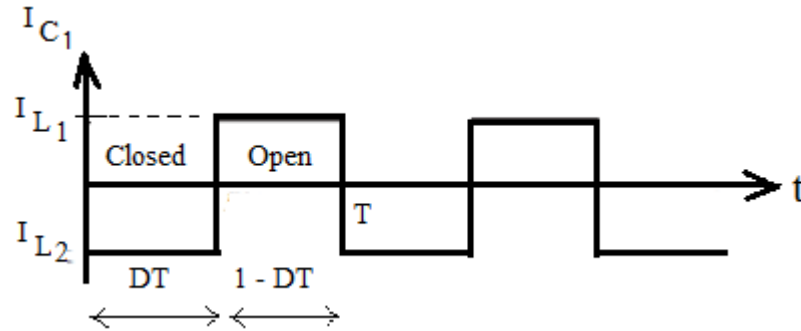 I C1
I L1
Closed Open
t
T
I L2
DT 1 - DT